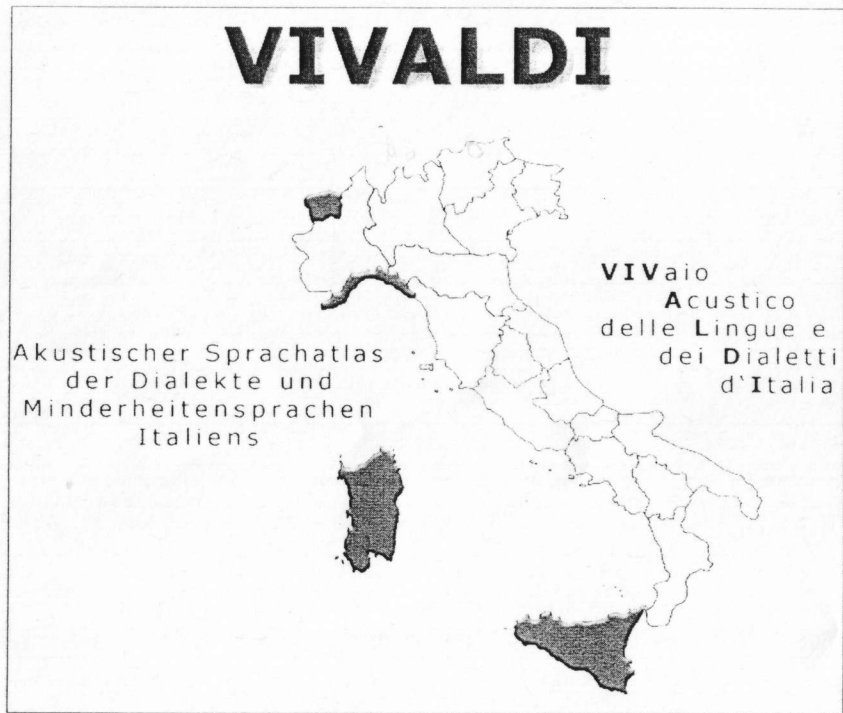 VIVALDI
VIVaio
Acustico
delle Lingue e
dei Dialetti
d'Italia
Akustischer Sprachatlas
der Dialekte und
Minderheitensprachen
Italiens